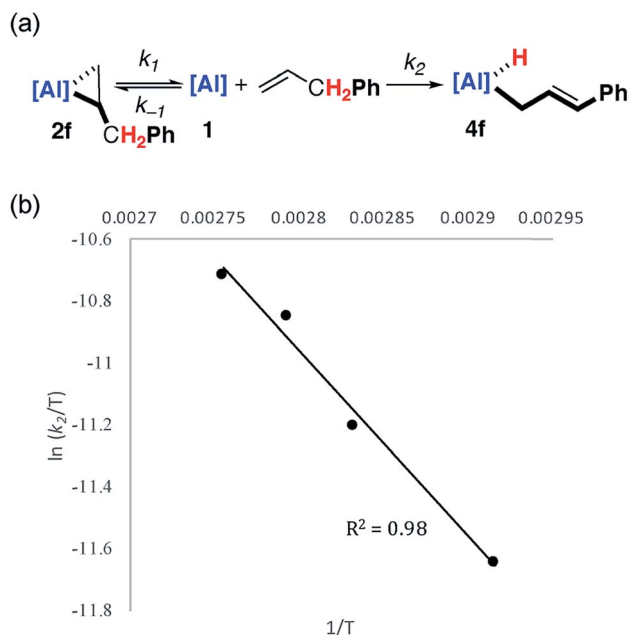 (a)
[Al] k₁ k₋₁ [Al] + CH₂Ph k₂ [Al] H Ph
CH₂Ph
2f 1 4f
(b)
0.0027 0.00275 0.0028 0.00285 0.0029 0.00295
-10.6
-10.8
-11
-11.2
-11.4
-11.6
-11.8
ln (k₂/T)
R² = 0.98
1/T